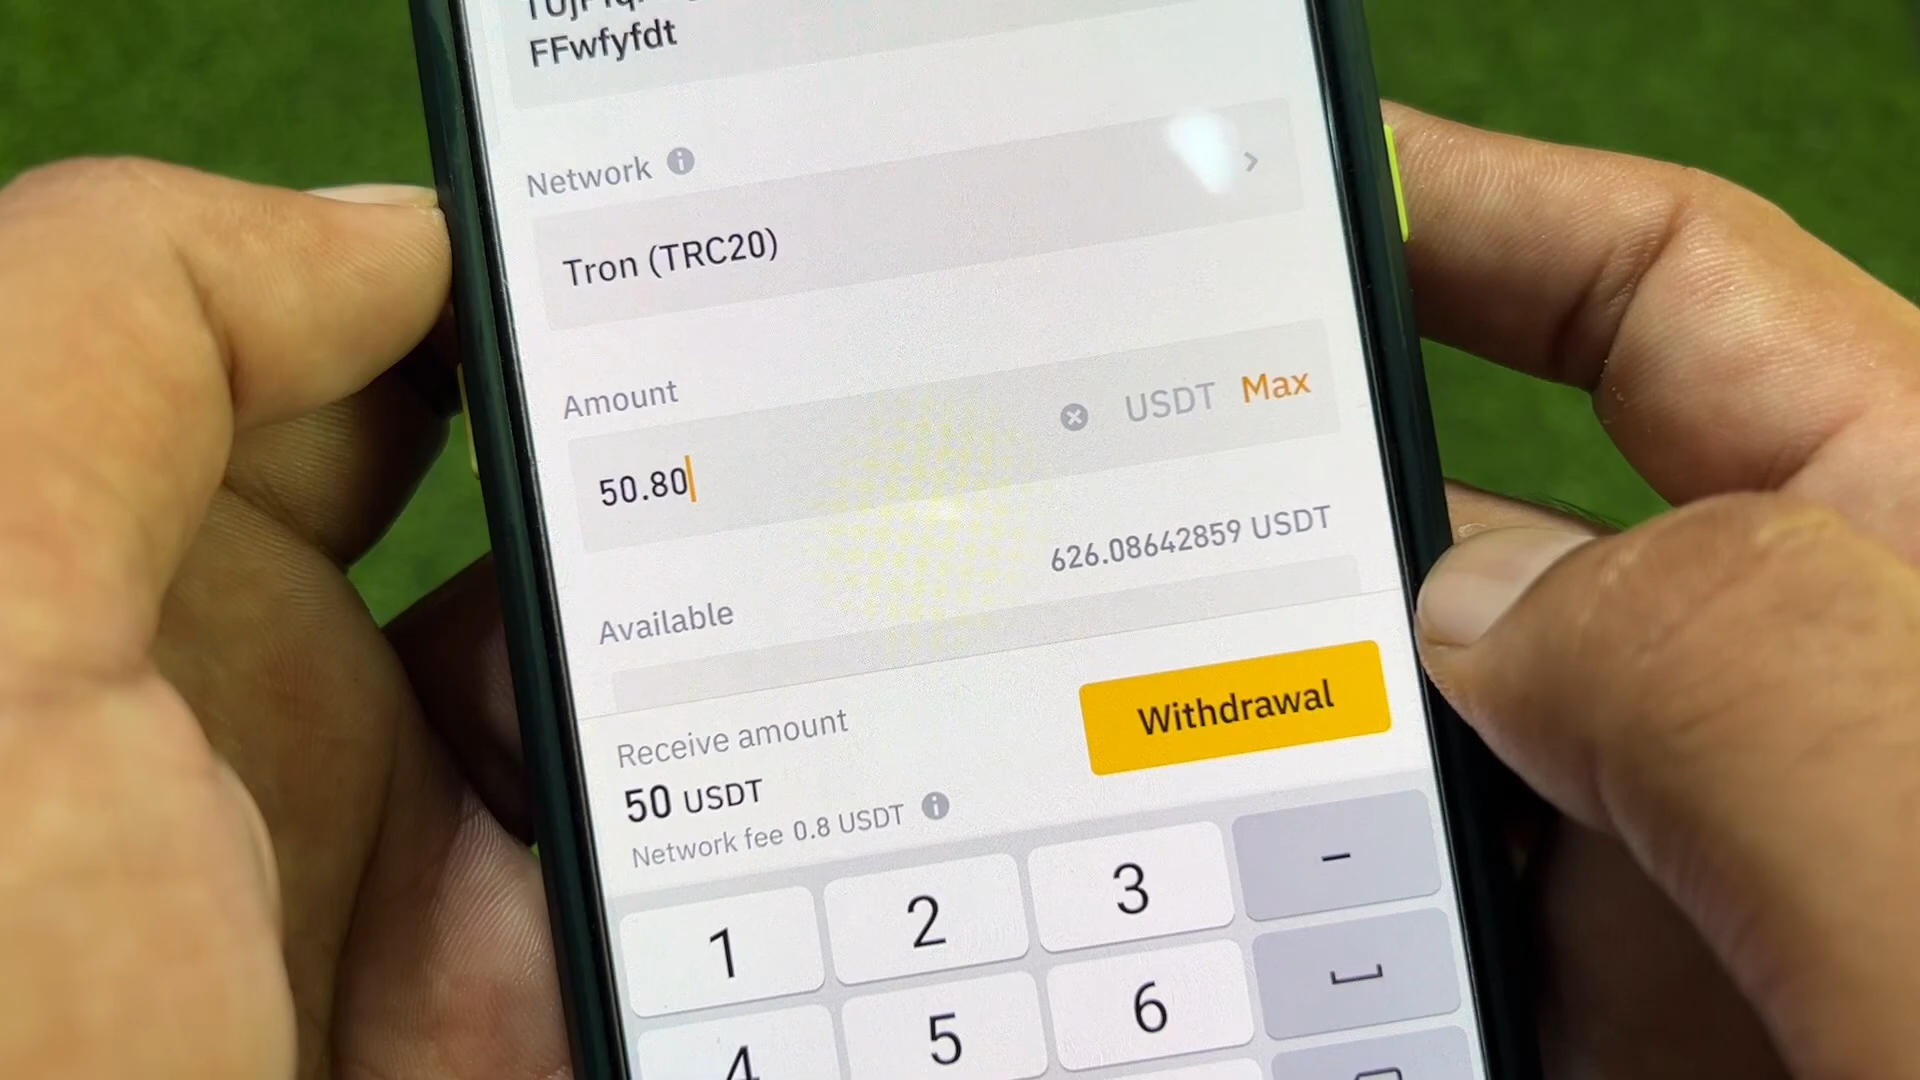 FFwfyfdt
Network
Tron (TRC20)
Amount
50.80 USDT Max
Available 626.08642859 USDT
Receive amount
50 USDT
Network fee 0.8 USDT
Withdrawal
1 2 3 -
4 5 6